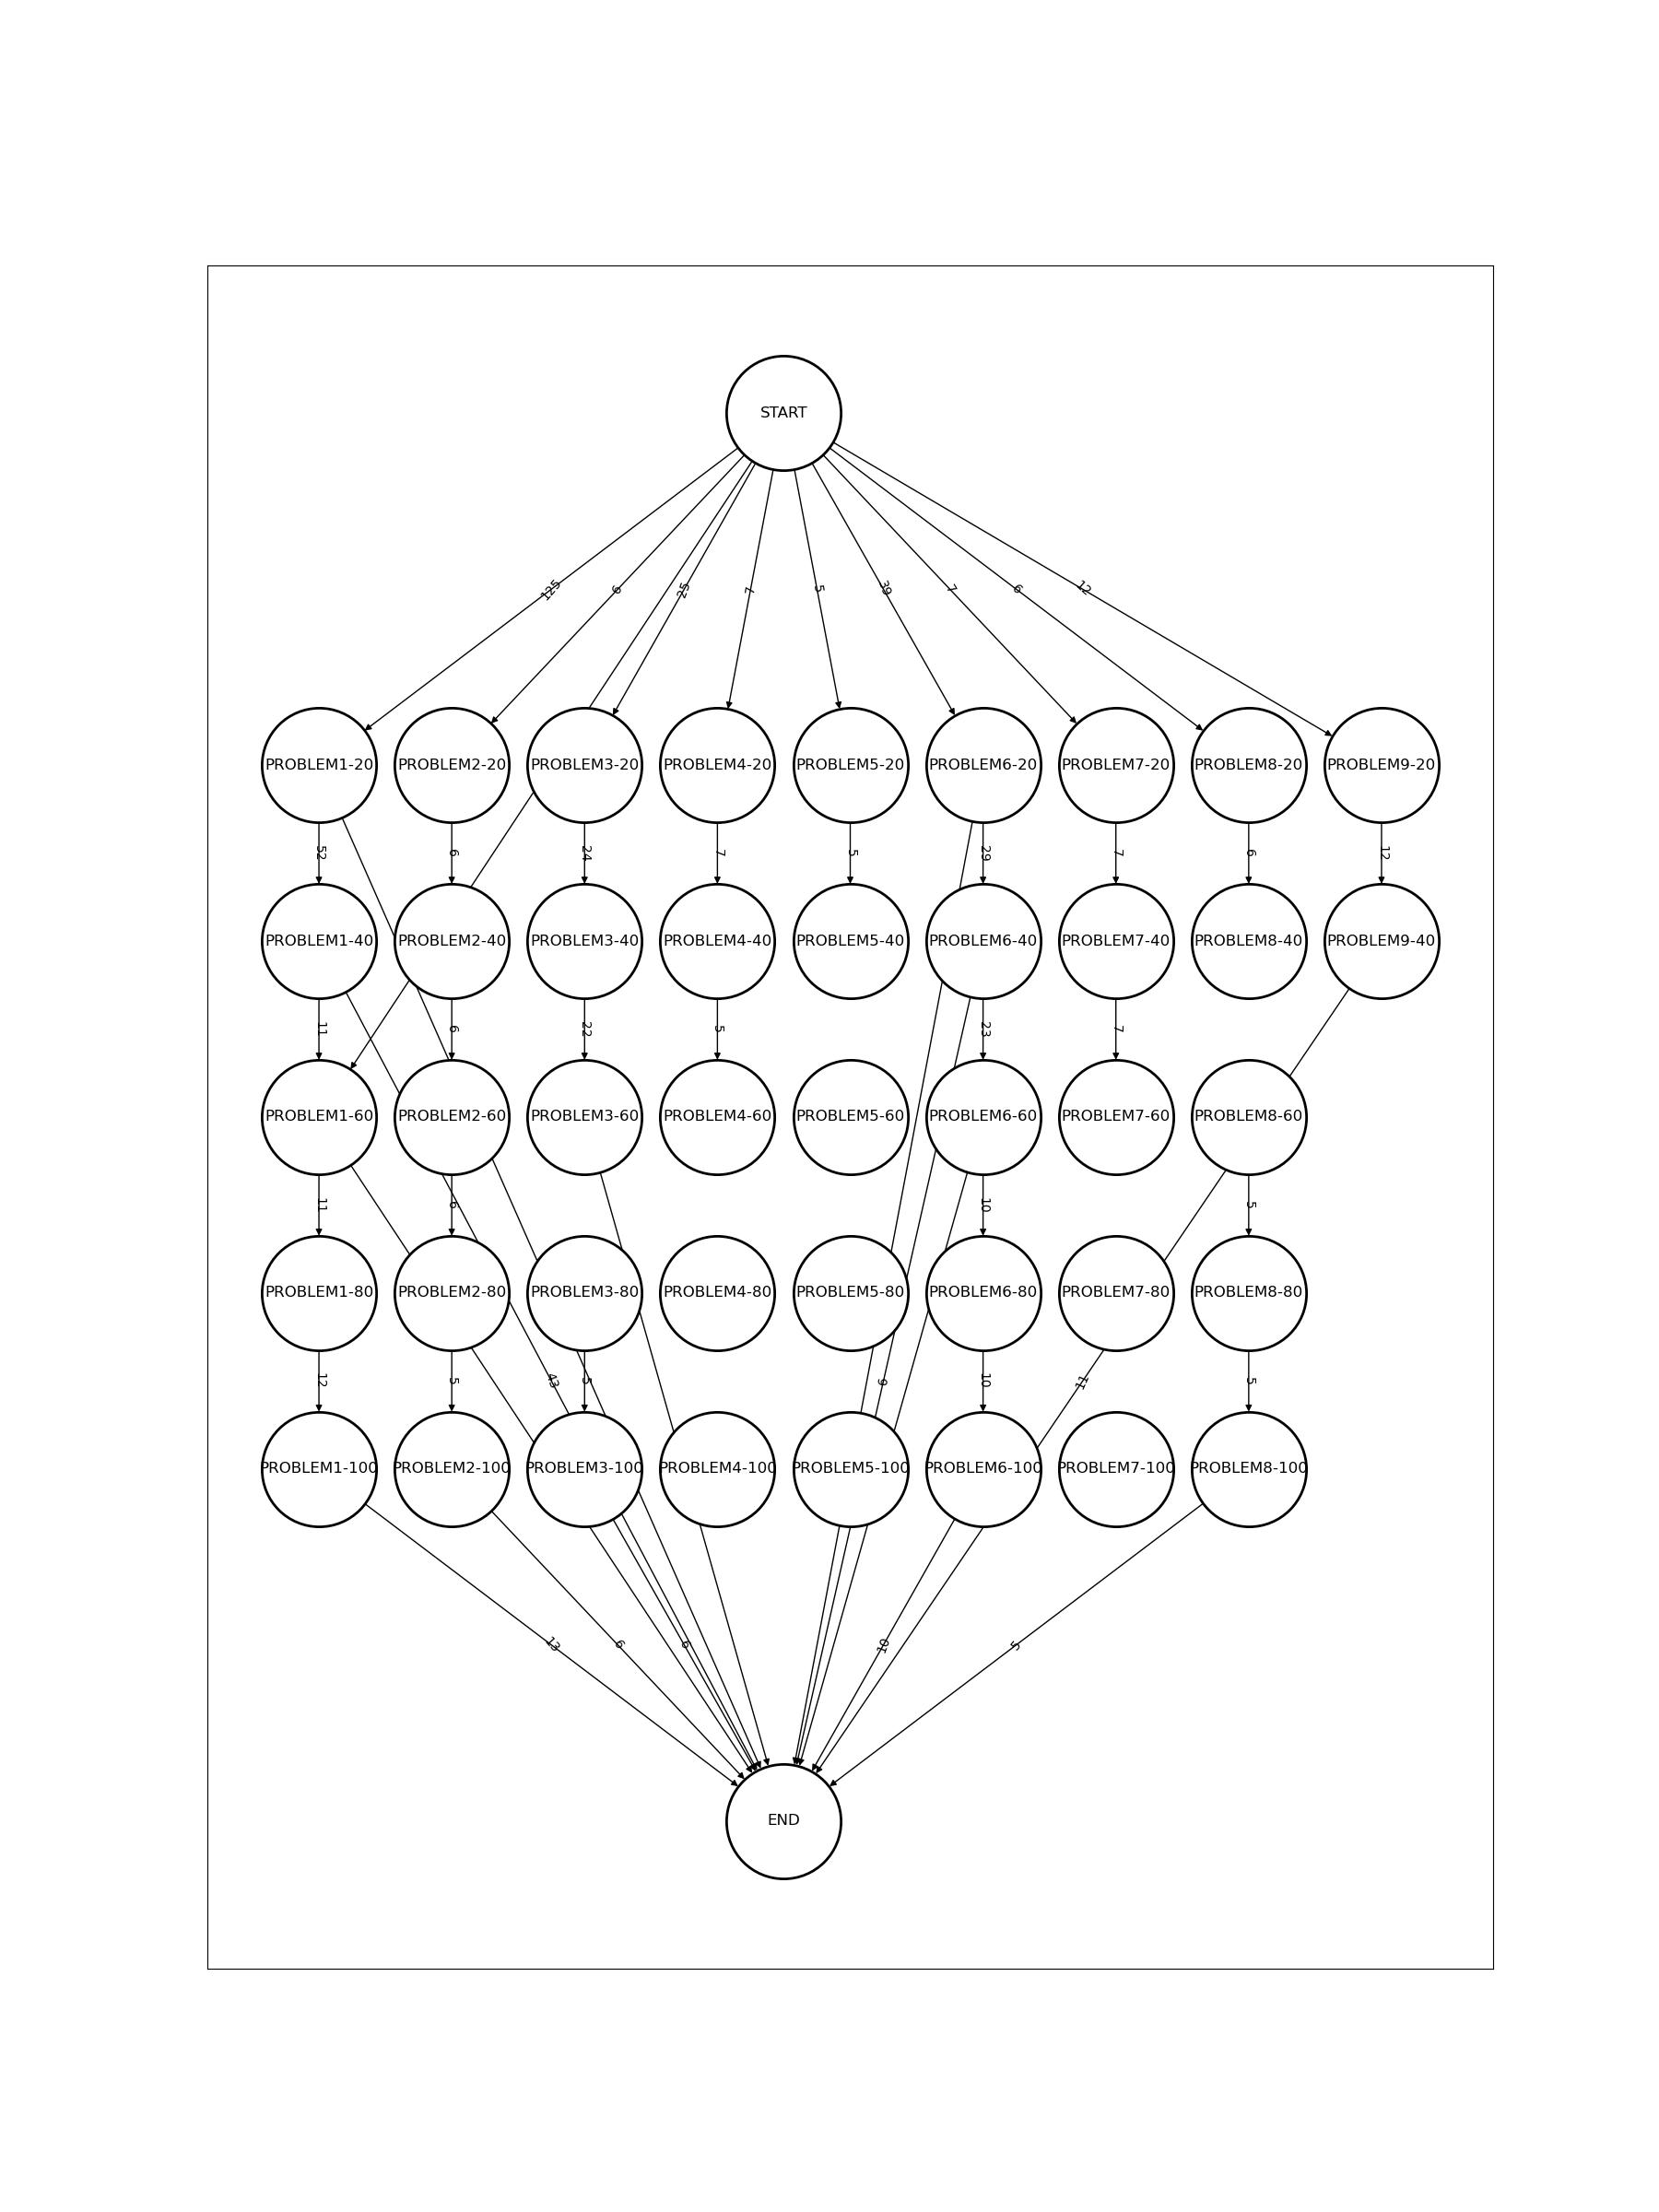 START
125 6 25 7 5 39 7 6 12
PROBLEM1-20 PROBLEM2-20 PROBLEM3-20 PROBLEM4-20 PROBLEM5-20 PROBLEM6-20 PROBLEM7-20 PROBLEM8-20 PROBLEM9-20
52 6 24 7 5 29 7 6 12
PROBLEM1-40 PROBLEM2-40 PROBLEM3-40 PROBLEM4-40 PROBLEM5-40 PROBLEM6-40 PROBLEM7-40 PROBLEM8-40 PROBLEM9-40
11 6 22 5 23 7
PROBLEM1-60 PROBLEM2-60 PROBLEM3-60 PROBLEM4-60 PROBLEM5-60 PROBLEM6-60 PROBLEM7-60 PROBLEM8-60
11 6 10 5
PROBLEM1-80 PROBLEM2-80 PROBLEM3-80 PROBLEM4-80 PROBLEM5-80 PROBLEM6-80 PROBLEM7-80 PROBLEM8-80
12 5 43 5 9 10 11 5
PROBLEM1-100 PROBLEM2-100 PROBLEM3-100 PROBLEM4-100 PROBLEM5-100 PROBLEM6-100 PROBLEM7-100 PROBLEM8-100
13 6 6 10 5
END